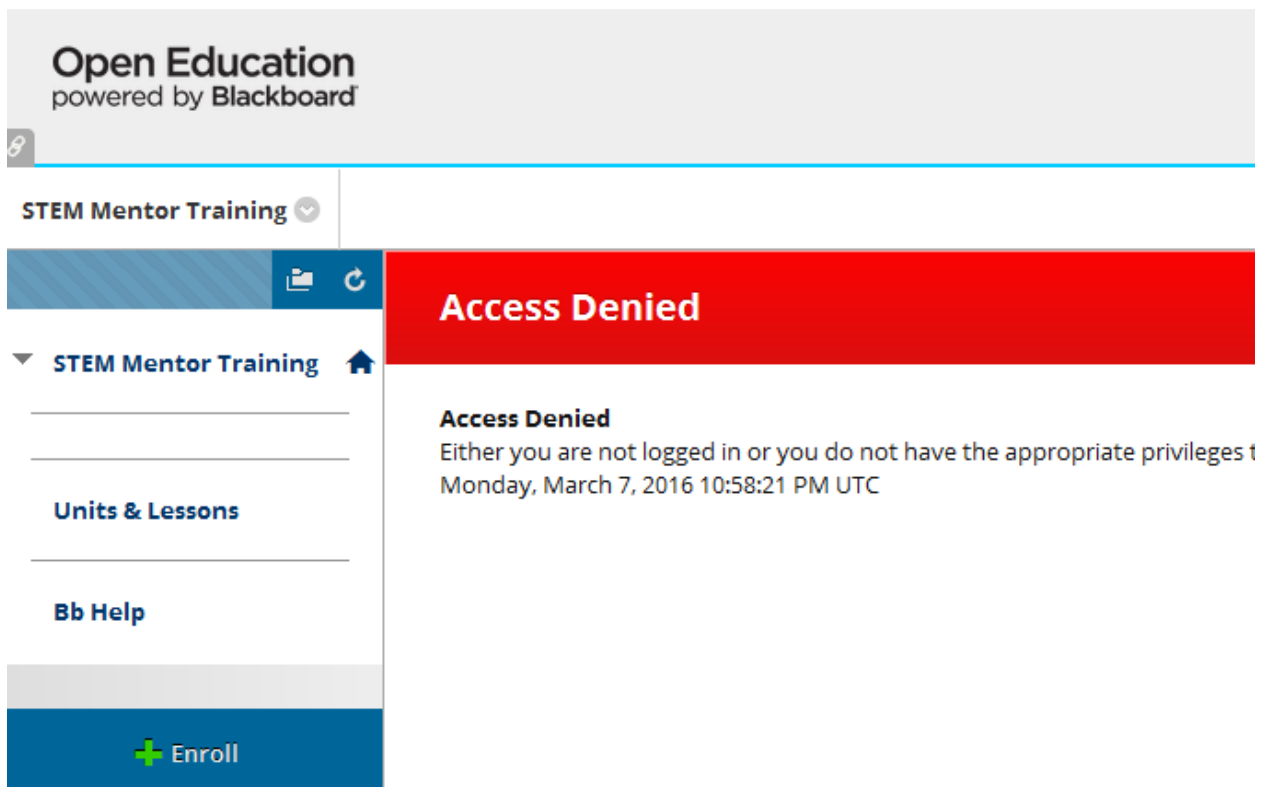 Open Education
powered by Blackboard
STEM Mentor Training
Access Denied
STEM Mentor Training
Access Denied
Either you are not logged in or you do not have the appropriate privileges t
Monday, March 7, 2016 10:58:21 PM UTC
Units & Lessons
Bb Help
Enroll